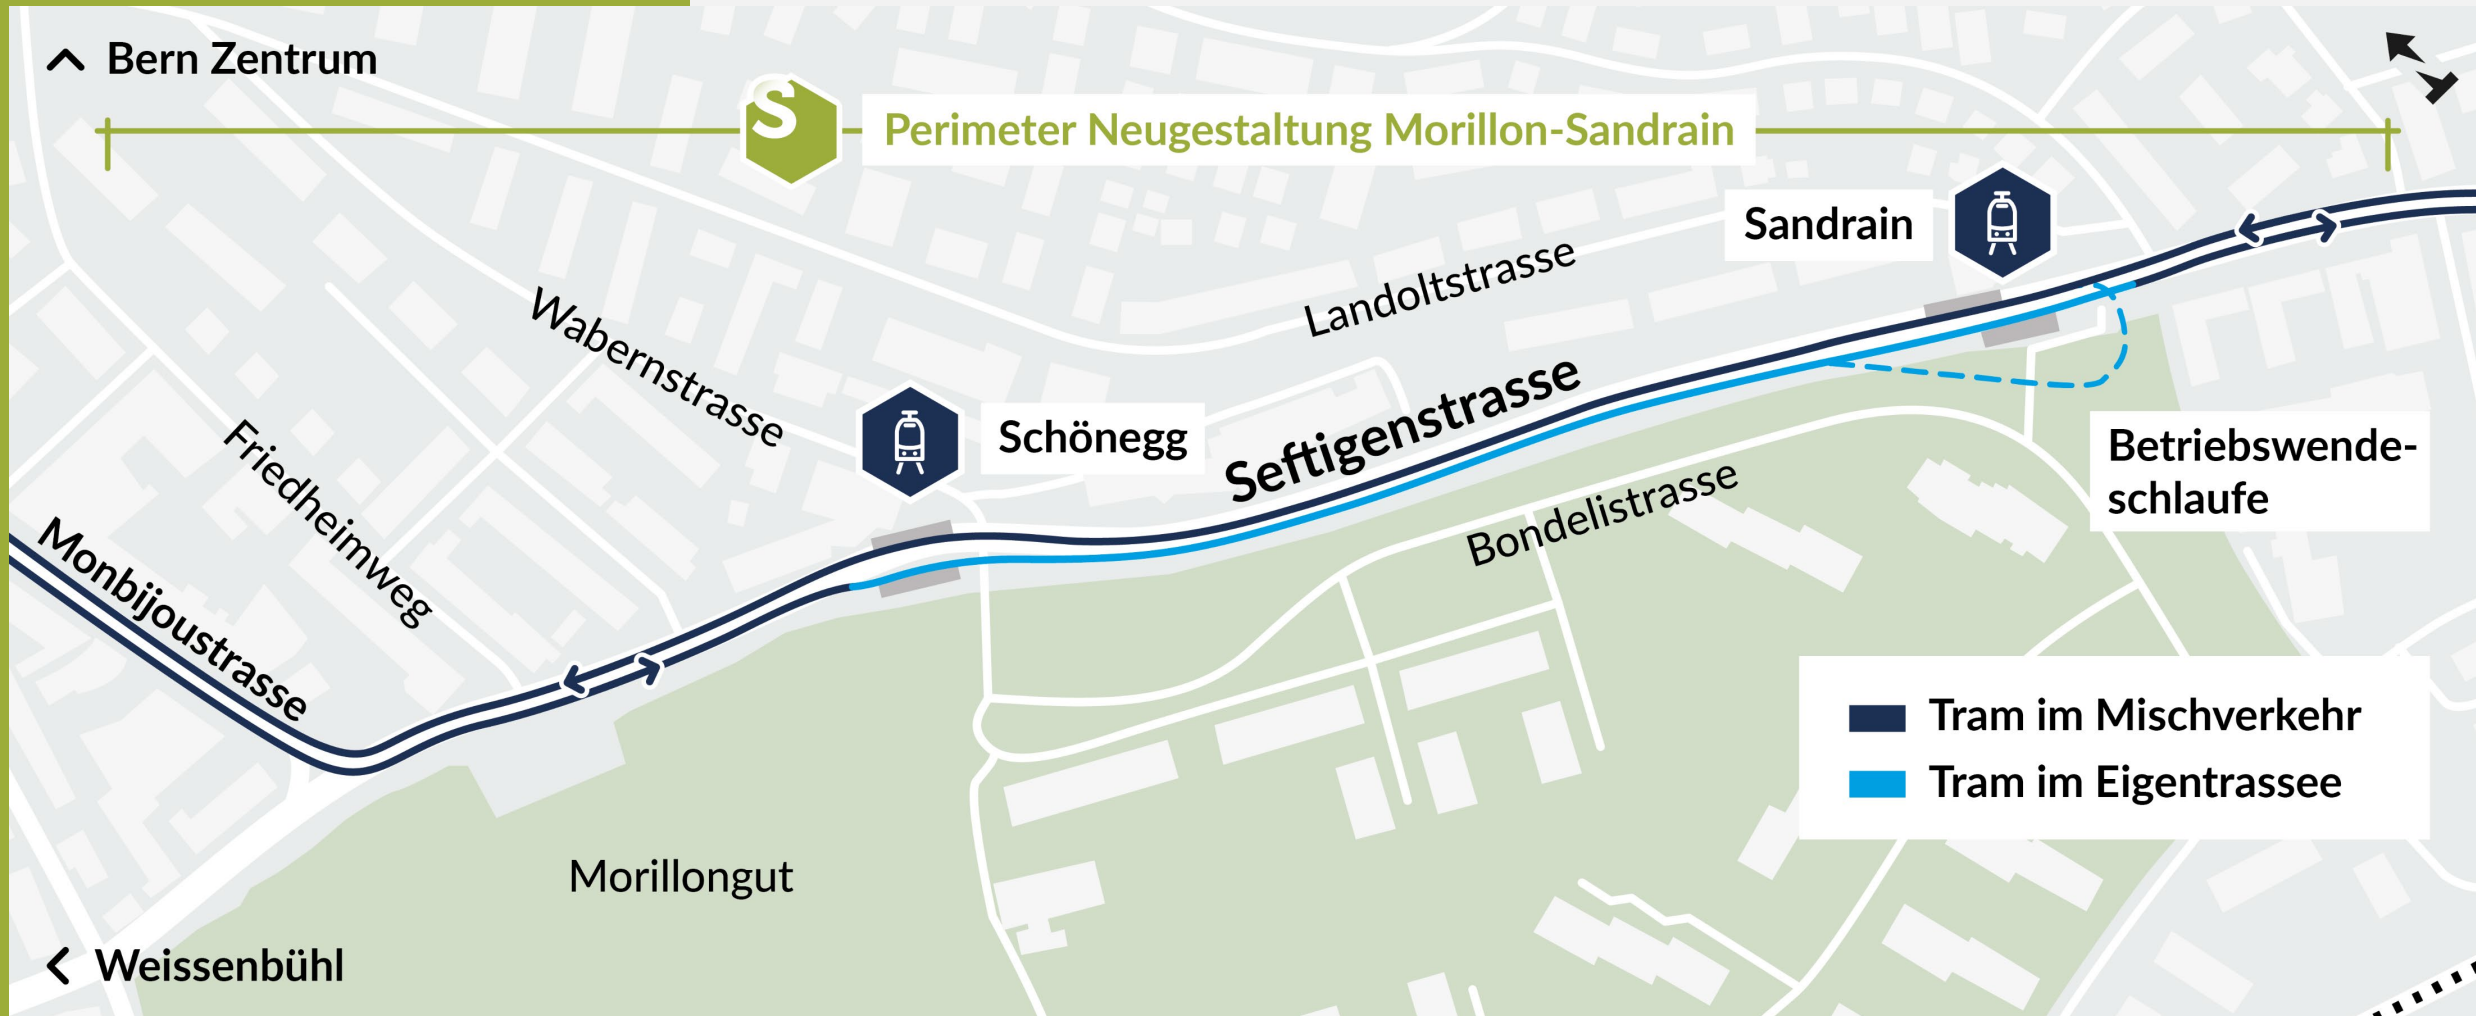 Bern Zentrum
S
Perimeter Neugestaltung Morillon-Sandrain
Sandrain
Landoltstrasse
Wabernstrasse
Schönegg
Seftigenstrasse
Friedheimweg
Bondelistrasse
Betriebswende-
schlaufe
Monbijoustrasse
Tram im Mischverkehr
Tram im Eigentrassee
Morillongut
Weissenbühl